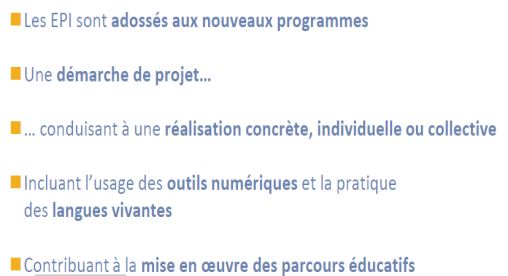 Les EPI sont adossés aux nouveaux programmes
Une démarche de projet...
... conduisant à une réalisation concrète, individuelle ou collective
Incluant l'usage des outils numériques et la pratique
des langues vivantes
Contribuant à la mise en œuvre des parcours éducatifs